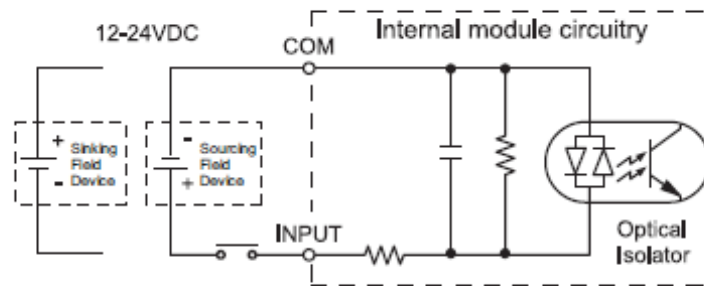 12-24VDC
COM
Internal module circuitry
+ Sinking
Field
- Device
- Sourcing
Field
+ Device
INPUT
Optical
Isolator